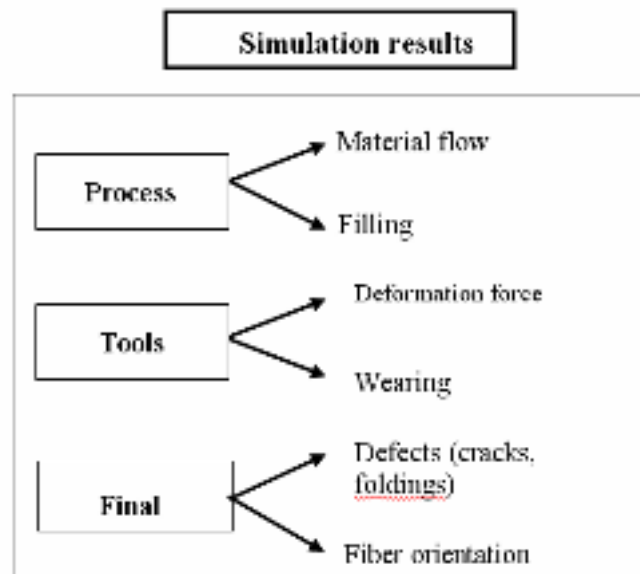 Simulation results
Process
Material flow
Filling
Tools
Deformation force
Wearing
Final
Defects (cracks,
foldings)
Fiber orientation